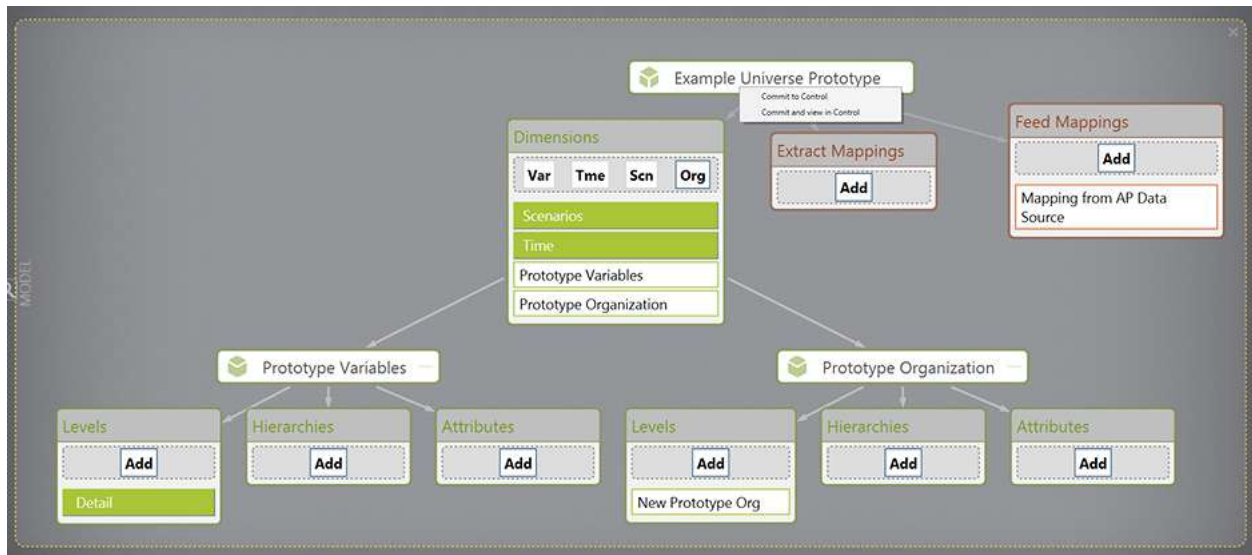 Example Universe Prototype
Commit to Control
Commit and view in Control
Dimensions
Var Tme Scn Org
Scenarios
Time
Prototype Variables
Prototype Organization
Extract Mappings
Add
Feed Mappings
Add
Mapping from AP Data
Source
MODEL
Prototype Variables
Prototype Organization
Levels
Add
Detail
Hierarchies
Add
Attributes
Add
Levels
Add
New Prototype Org
Hierarchies
Add
Attributes
Add